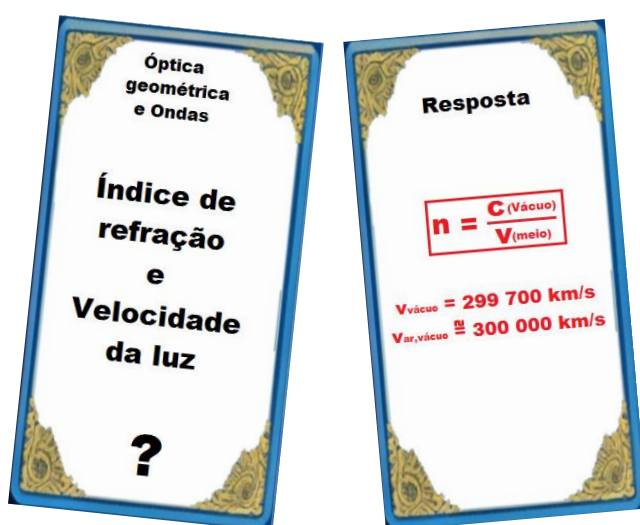 Óptica
geométrica
e Ondas
Índice de
refração
e
Velocidade
da luz
?
Resposta
n = C (Vácuo)
V(meio)
Vvácuo = 299 700 km/s
Var,vácuo ≅ 300 000 km/s